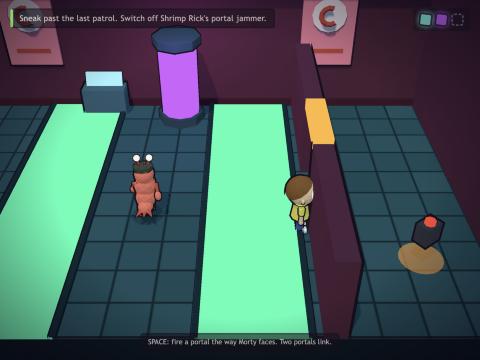 Sneak past the last patrol. Switch off Shrimp Rick's portal jammer.
SPACE: fire a portal the way Morty faces. Two portals link.